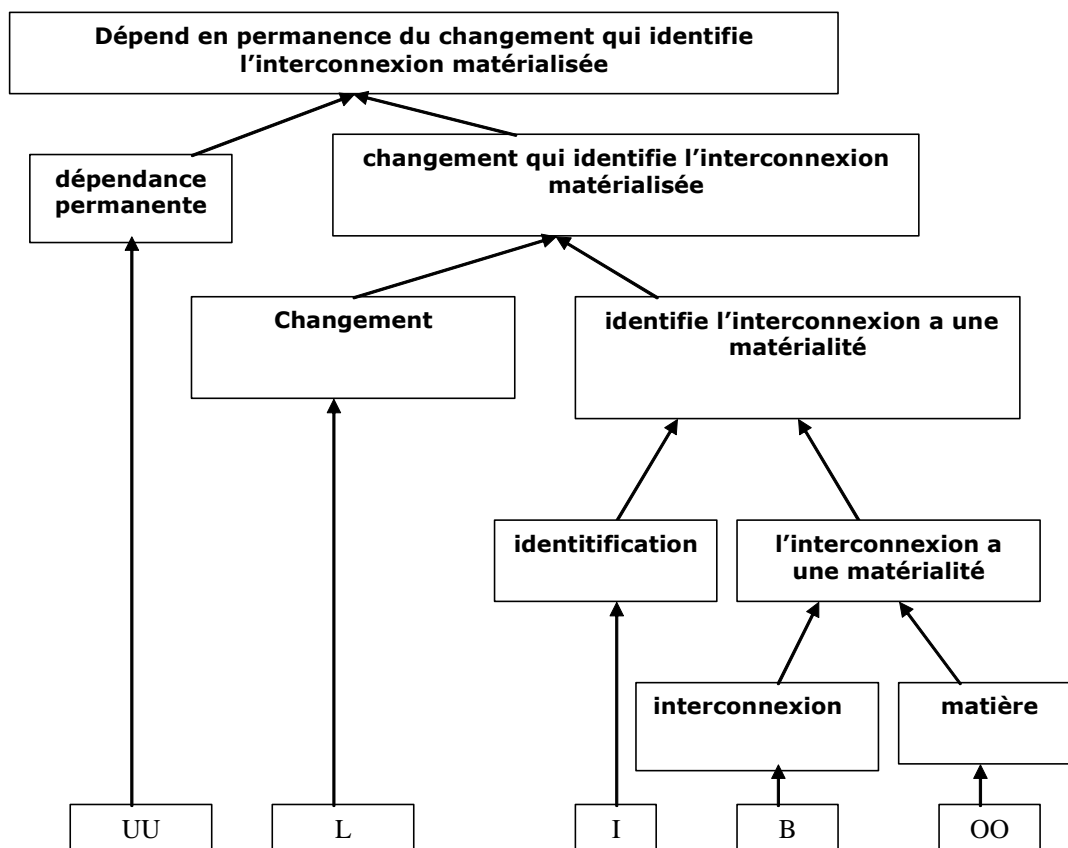 Dépend en permanence du changement qui identifie
l’interconnexion matérialisée
changement qui identifie l’interconnexion
matérialisée
dépendance
permanente
Changement
identifie l’interconnexion a une
matérialité
identitification
l’interconnexion a
une matérialité
interconnexion
matière
UU
L
I
B
OO